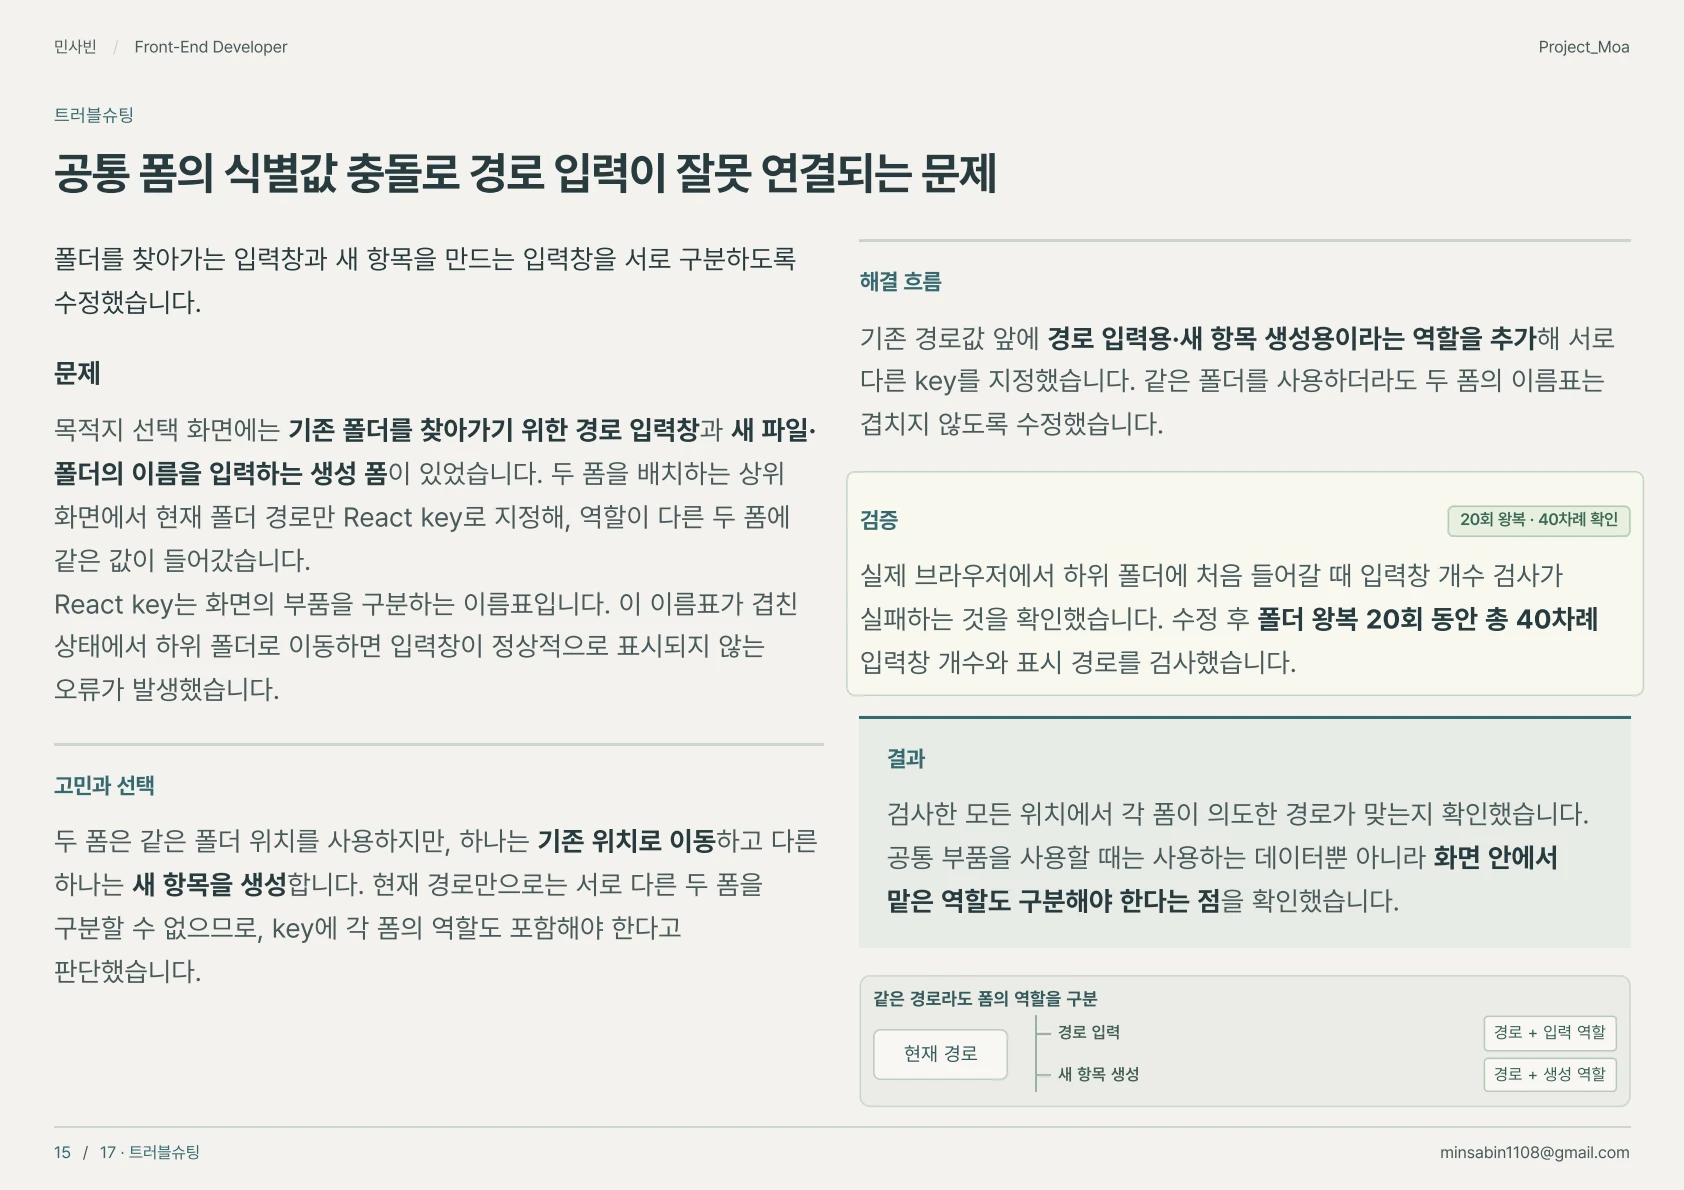 민사빈 / Front-End Developer
Project_Moa
트러블슈팅
공통 폼의 식별값 충돌로 경로 입력이 잘못 연결되는 문제
폴더를 찾아가는 입력창과 새 항목을 만드는 입력창을 서로 구분하도록
수정했습니다.
문제
목적지 선택 화면에는 기존 폴더를 찾아가기 위한 경로 입력창과 새 파일·
폴더의 이름을 입력하는 생성 폼이 있었습니다. 두 폼을 배치하는 상위
화면에서 현재 폴더 경로만 React key로 지정해, 역할이 다른 두 폼에
같은 값이 들어갔습니다.
React key는 화면의 부품을 구분하는 이름표입니다. 이 이름표가 겹친
상태에서 하위 폴더로 이동하면 입력창이 정상적으로 표시되지 않는
오류가 발생했습니다.
고민과 선택
두 폼은 같은 폴더 위치를 사용하지만, 하나는 기존 위치로 이동하고 다른
하나는 새 항목을 생성합니다. 현재 경로만으로는 서로 다른 두 폼을
구분할 수 없으므로, key에 각 폼의 역할도 포함해야 한다고
판단했습니다.
해결 흐름
기존 경로값 앞에 경로 입력용·새 항목 생성용이라는 역할을 추가해 서로
다른 key를 지정했습니다. 같은 폴더를 사용하더라도 두 폼의 이름표는
겹치지 않도록 수정했습니다.
검증
20회 왕복 · 40차례 확인
실제 브라우저에서 하위 폴더에 처음 들어갈 때 입력창 개수 검사가
실패하는 것을 확인했습니다. 수정 후 폴더 왕복 20회 동안 총 40차례
입력창 개수와 표시 경로를 검사했습니다.
결과
검사한 모든 위치에서 각 폼이 의도한 경로가 맞는지 확인했습니다.
공통 부품을 사용할 때는 사용하는 데이터뿐 아니라 화면 안에서
맡은 역할도 구분해야 한다는 점을 확인했습니다.
같은 경로라도 폼의 역할을 구분
현재 경로
경로 입력
경로 + 입력 역할
새 항목 생성
경로 + 생성 역할
15 / 17 · 트러블슈팅
minsabin1108@gmail.com